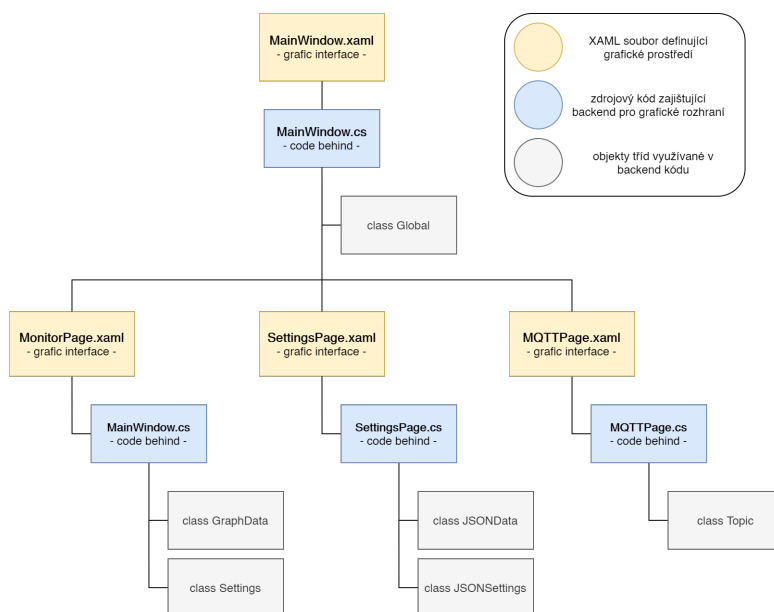 MainWindow.xaml
- grafic interface -
MainWindow.cs
- code behind -
XAML soubor definující
grafické prostředí
zdrojový kód zajištující
backend pro grafické rozhraní
objekty tříd využívané v
backend kódu
class Global
MonitorPage.xaml
- grafic interface -
SettingsPage.xaml
- grafic interface -
MQTTPage.xaml
- grafic interface -
MainWindow.cs
- code behind -
SettingsPage.cs
- code behind -
MQTTPage.cs
- code behind -
class GraphData
class JSONData
class Topic
class Settings
class JSONSettings